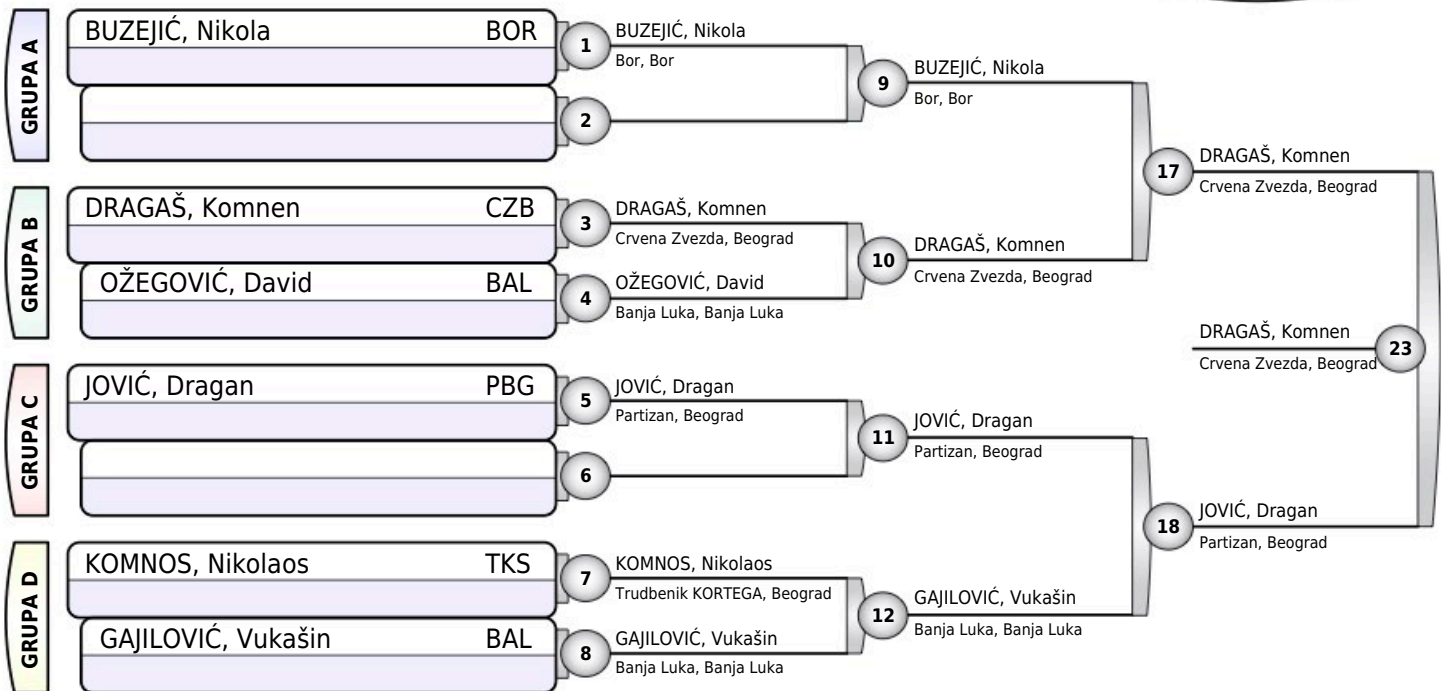 GRUPA A
BUZEJIĆ, Nikola BOR
1
2
BUZEJIĆ, Nikola
Bor, Bor
9
BUZEJIĆ, Nikola
Bor, Bor
GRUPA B
DRAGAŠ, Komnen CZB
OŽEGOVIĆ, David BAL
3
4
DRAGAŠ, Komnen
Crvena Zvezda, Beograd
OŽEGOVIĆ, David
Banja Luka, Banja Luka
10
DRAGAŠ, Komnen
Crvena Zvezda, Beograd
17
DRAGAŠ, Komnen
Crvena Zvezda, Beograd
GRUPA C
JOVIĆ, Dragan PBG
5
6
JOVIĆ, Dragan
Partizan, Beograd
11
JOVIĆ, Dragan
Partizan, Beograd
GRUPA D
KOMNOS, Nikolaos TKS
GAJILOVIĆ, Vukašin BAL
7
8
KOMNOS, Nikolaos
Trudbenik KORTEGA, Beograd
GAJILOVIĆ, Vukašin
Banja Luka, Banja Luka
12
GAJILOVIĆ, Vukašin
Banja Luka, Banja Luka
18
JOVIĆ, Dragan
Partizan, Beograd
DRAGAŠ, Komnen
Crvena Zvezda, Beograd
23